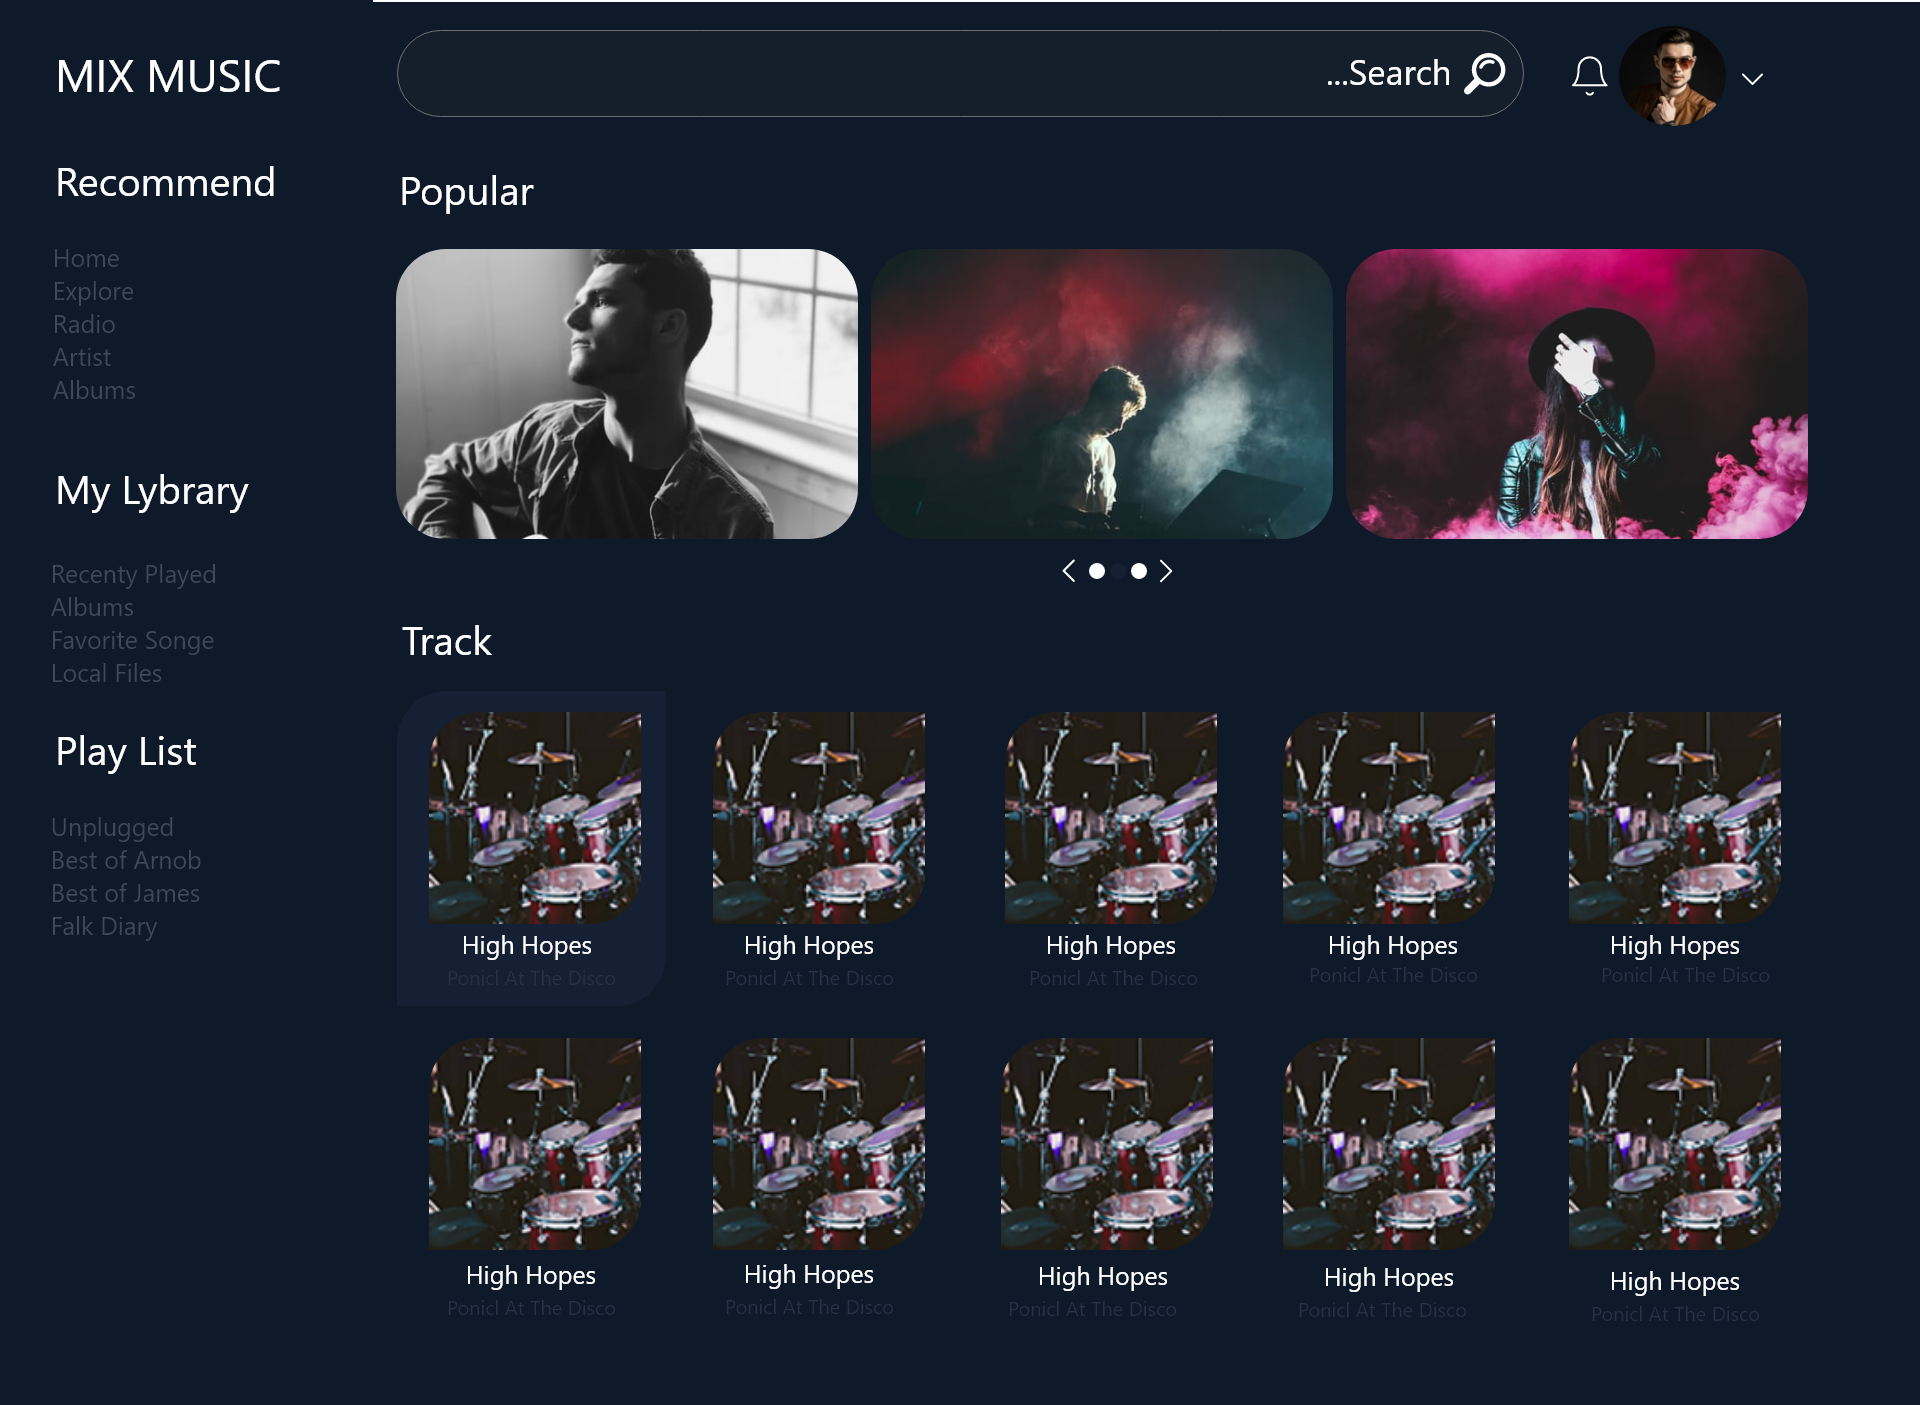 MIX MUSIC
...Search
Recommend
Home
Explore
Radio
Artist
Albums
My Lybrary
Recenty Played
Albums
Favorite Songe
Local Files
Play List
Unplugged
Best of Arnob
Best of James
Falk Diary
Popular
Track
High Hopes
Ponicl At The Disco
High Hopes
Ponicl At The Disco
High Hopes
Ponicl At The Disco
High Hopes
Ponicl At The Disco
High Hopes
Ponicl At The Disco
High Hopes
Ponicl At The Disco
High Hopes
Ponicl At The Disco
High Hopes
Ponicl At The Disco
High Hopes
Ponicl At The Disco
High Hopes
Ponicl At The Disco